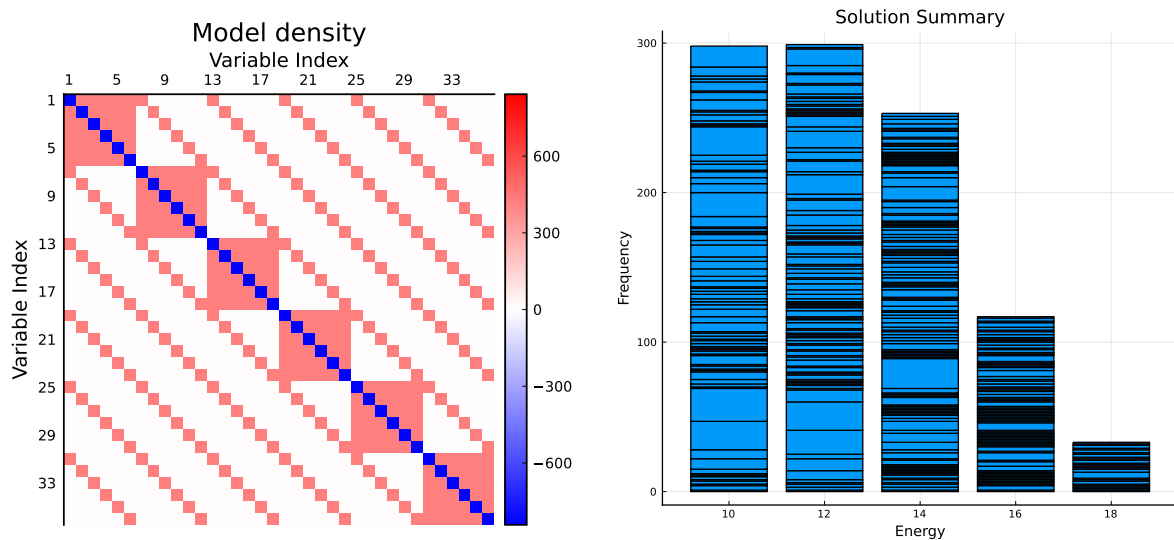 Model density
Variable Index
1 5 9 13 17 21 25 29 33
Variable Index
1
5
9
13
17
21
25
29
33
600
300
0
−300
−600
Solution Summary
Frequency
300
200
100
0
10 12 14 16 18
Energy